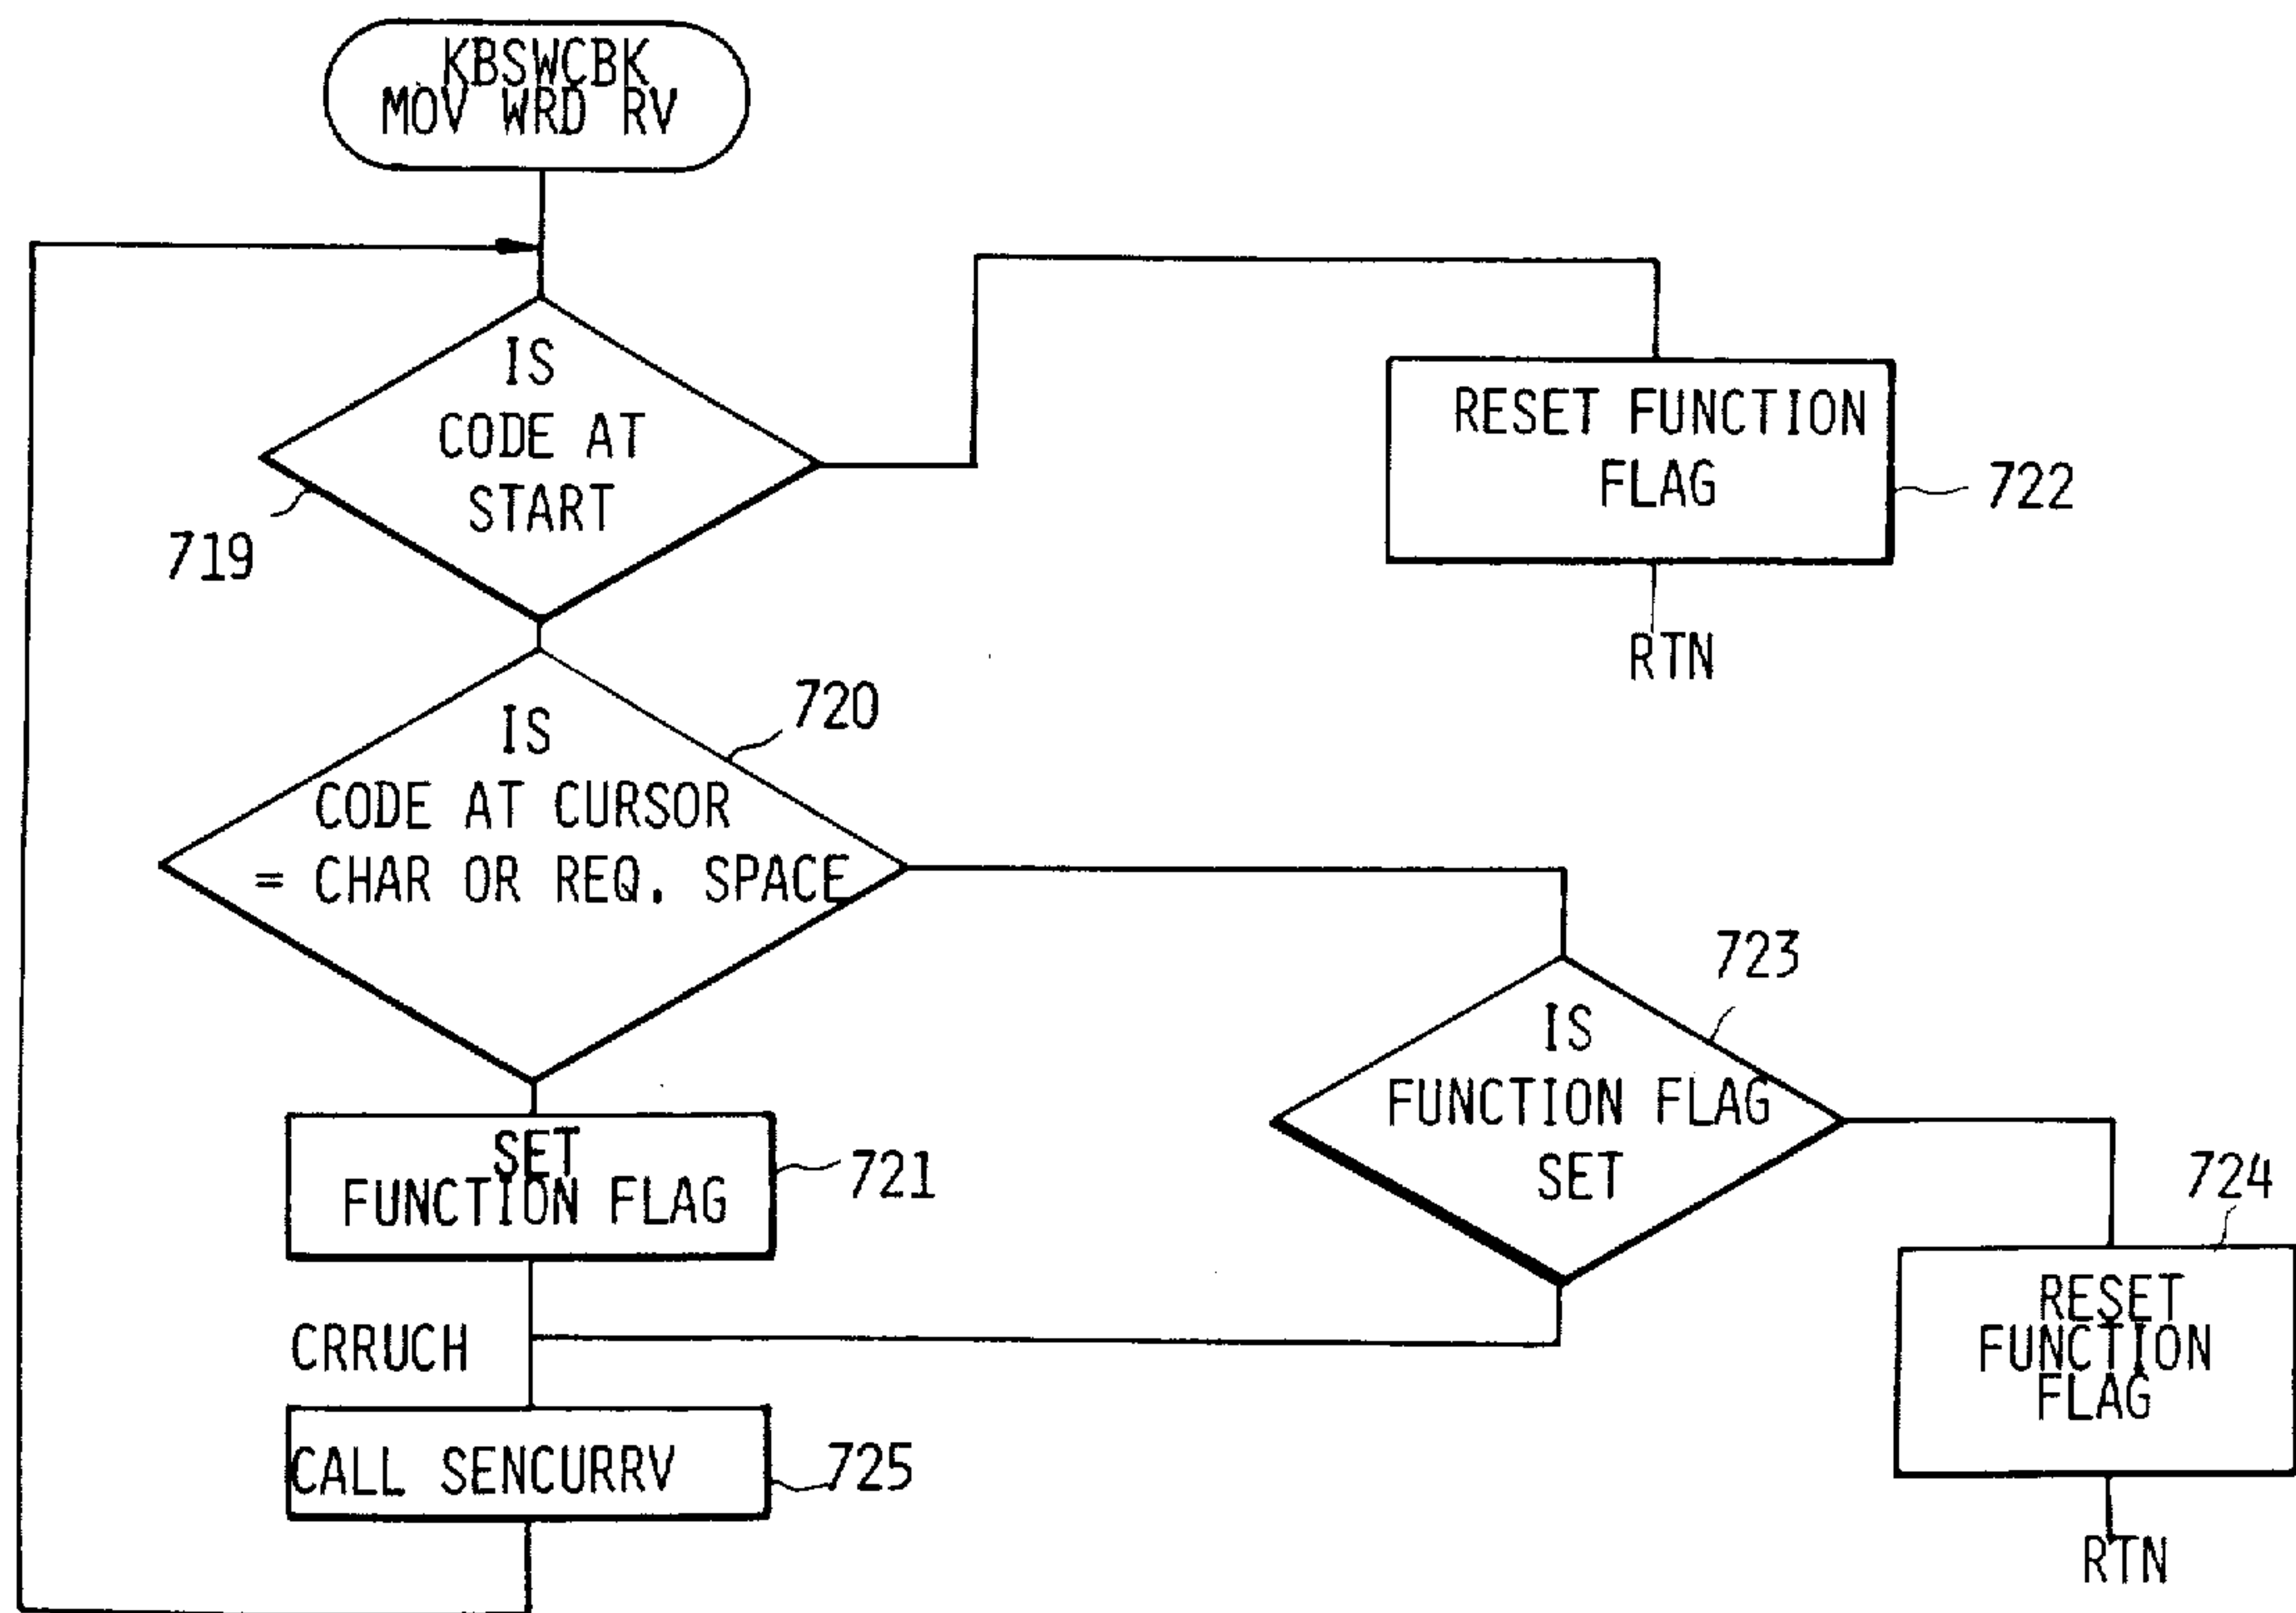 KBSWCBK
MOV WRD RV
IS
CODE AT
START
719
RESET FUNCTION
FLAG
722
RTN
IS
CODE AT CURSOR
= CHAR OR REQ. SPACE
720
SET
FUNCTION FLAG
721
IS
FUNCTION FLAG
SET
723
RESET
FUNCTION
FLAG
724
RTN
CRRUCH
CALL SENCURRV
725